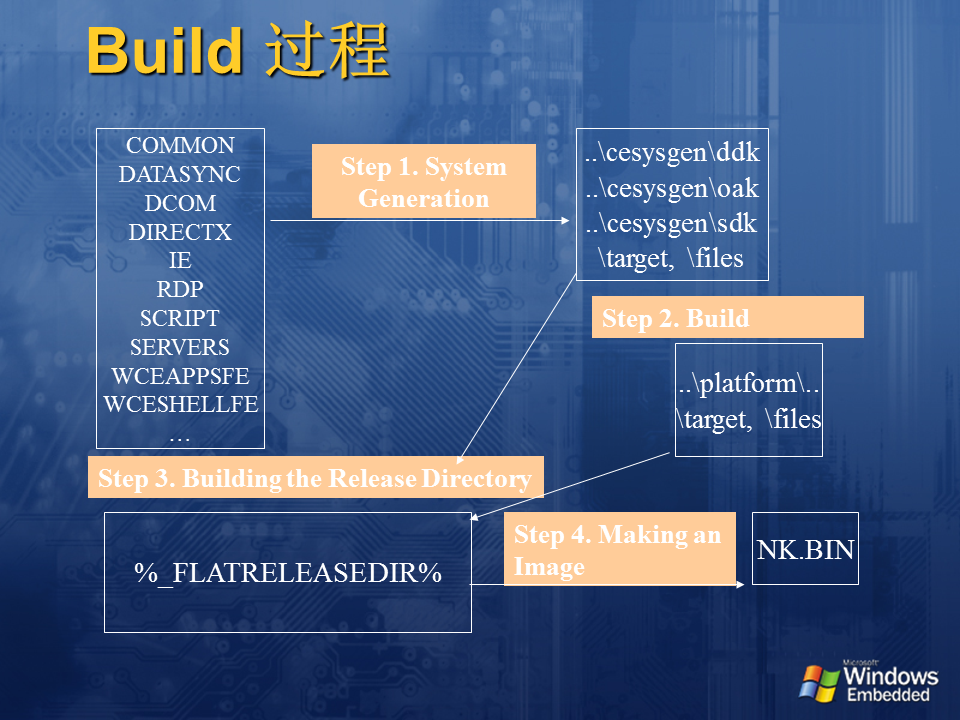 Build 过程
COMMON
DATASYNC
DCOM
DIRECTX
IE
RDP
SCRIPT
SERVERS
WCEAPPSFE
WCESHELLFE
…
Step 1. System
Generation
..\cesysgen\ddk
..\cesysgen\oak
..\cesysgen\sdk
\target, \files
Step 2. Build
..\platform\..
\target, \files
Step 3. Building the Release Directory
%_FLATRELEASEDIR%
Step 4. Making an
Image
NK.BIN
Microsoft
Windows
Embedded